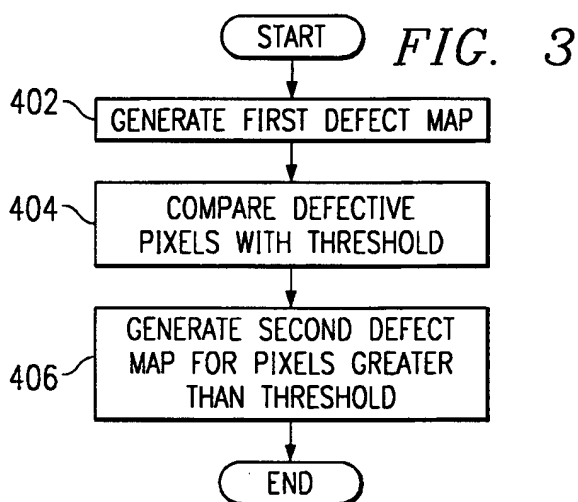 START
FIG. 3
402
GENERATE FIRST DEFECT MAP
404
COMPARE DEFECTIVE
PIXELS WITH THRESHOLD
406
GENERATE SECOND DEFECT
MAP FOR PIXELS GREATER
THAN THRESHOLD
END